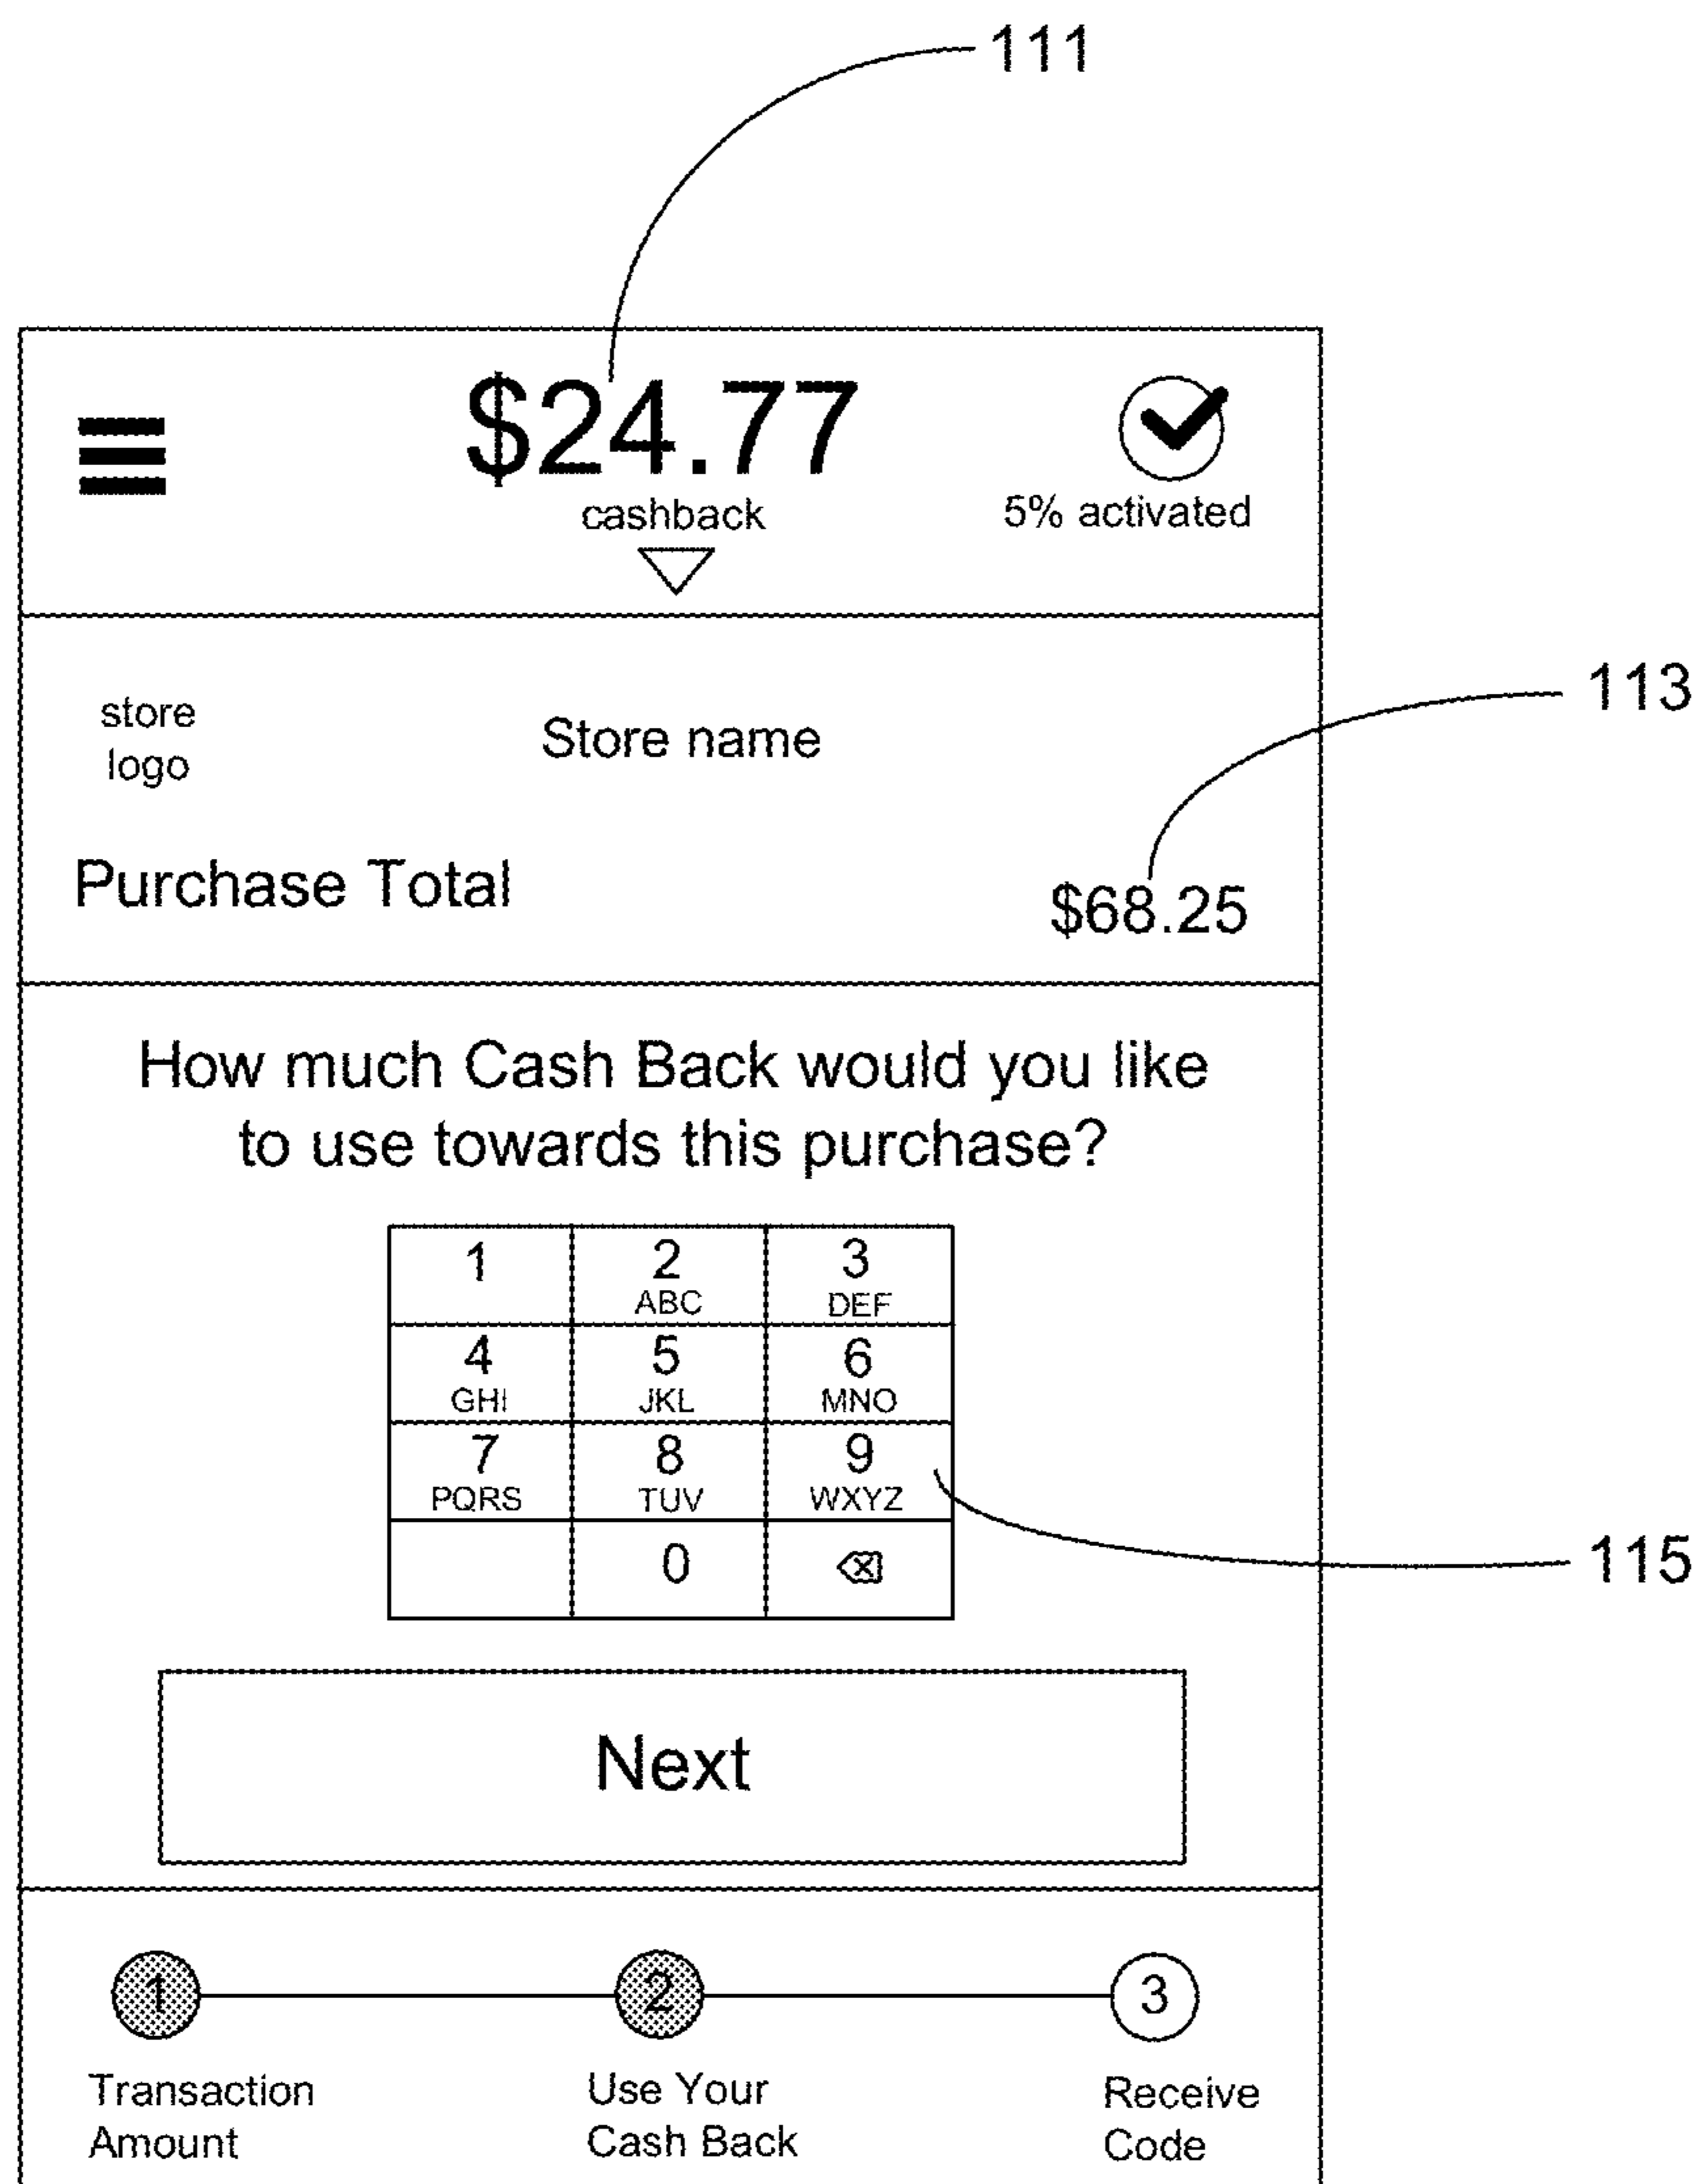 111
$24.77
cashback
5% activated
113
store
logo
Store name
Purchase Total
$68.25
How much Cash Back would you like
to use towards this purchase?
1 2 3
ABC DEF
4 5 6
GHI JKL MNO
7 8 9
PQRS TUV WXYZ
0
115
Next
1 2 3
Transaction Use Your Receive
Amount Cash Back Code